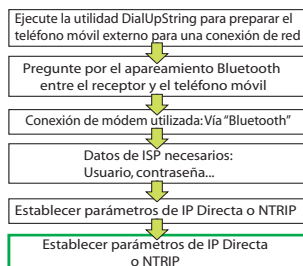 Ejecute la utilidad DialUpString para preparar el
teléfono móvil externo para una conexión de red
Pregunte por el apareamiento Bluetooth
entre el receptor y el teléfono móvil
Conexión de módem utilizada: Vía "Bluetooth"
Datos de ISP necesarios:
Usuario, contraseña...
Establecer parámetros de IP Directa o NTRIP
Establecer parámetros de IP Directa
o NTRIP